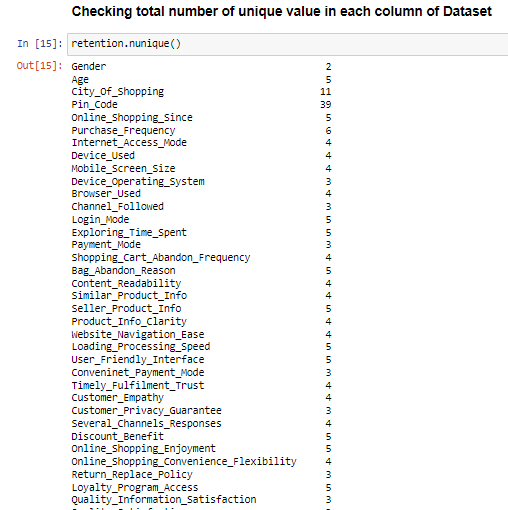 Checking total number of unique value in each column of Dataset
In [15]: retention.nunique()
Out[15]: Gender 2
Age 5
City_Of_Shopping 11
Pin_Code 39
Online_Shopping_Since 5
Purchase_Frequency 6
Internet_Access_Mode 4
Device_Used 4
Mobile_Screen_Size 4
Device_Operating_System 3
Browser_Used 4
Channel_Followed 3
Login_Mode 5
Exploring_Time_Spent 5
Payment_Mode 3
Shopping_Cart_Abandon_Frequency 4
Bag_Abandon_Reason 5
Content_Readability 4
Similar_Product_Info 4
Seller_Product_Info 5
Product_Info_Clarity 4
Website_Navigation_Ease 4
Loading_Processing_Speed 5
User_Friendly_Interface 5
Conveninet_Payment_Mode 3
Timely_Fulfilment_Trust 4
Customer_Empathy 4
Customer_Privacy_Guarantee 3
Several_Channels_Responses 4
Discount_Benefit 5
Online_Shopping_Enjoyment 5
Online_Shopping_Convenience_Flexibility 4
Return_Replace_Policy 3
Loyalty_Program_Access 5
Quality_Information_Satisfaction 3